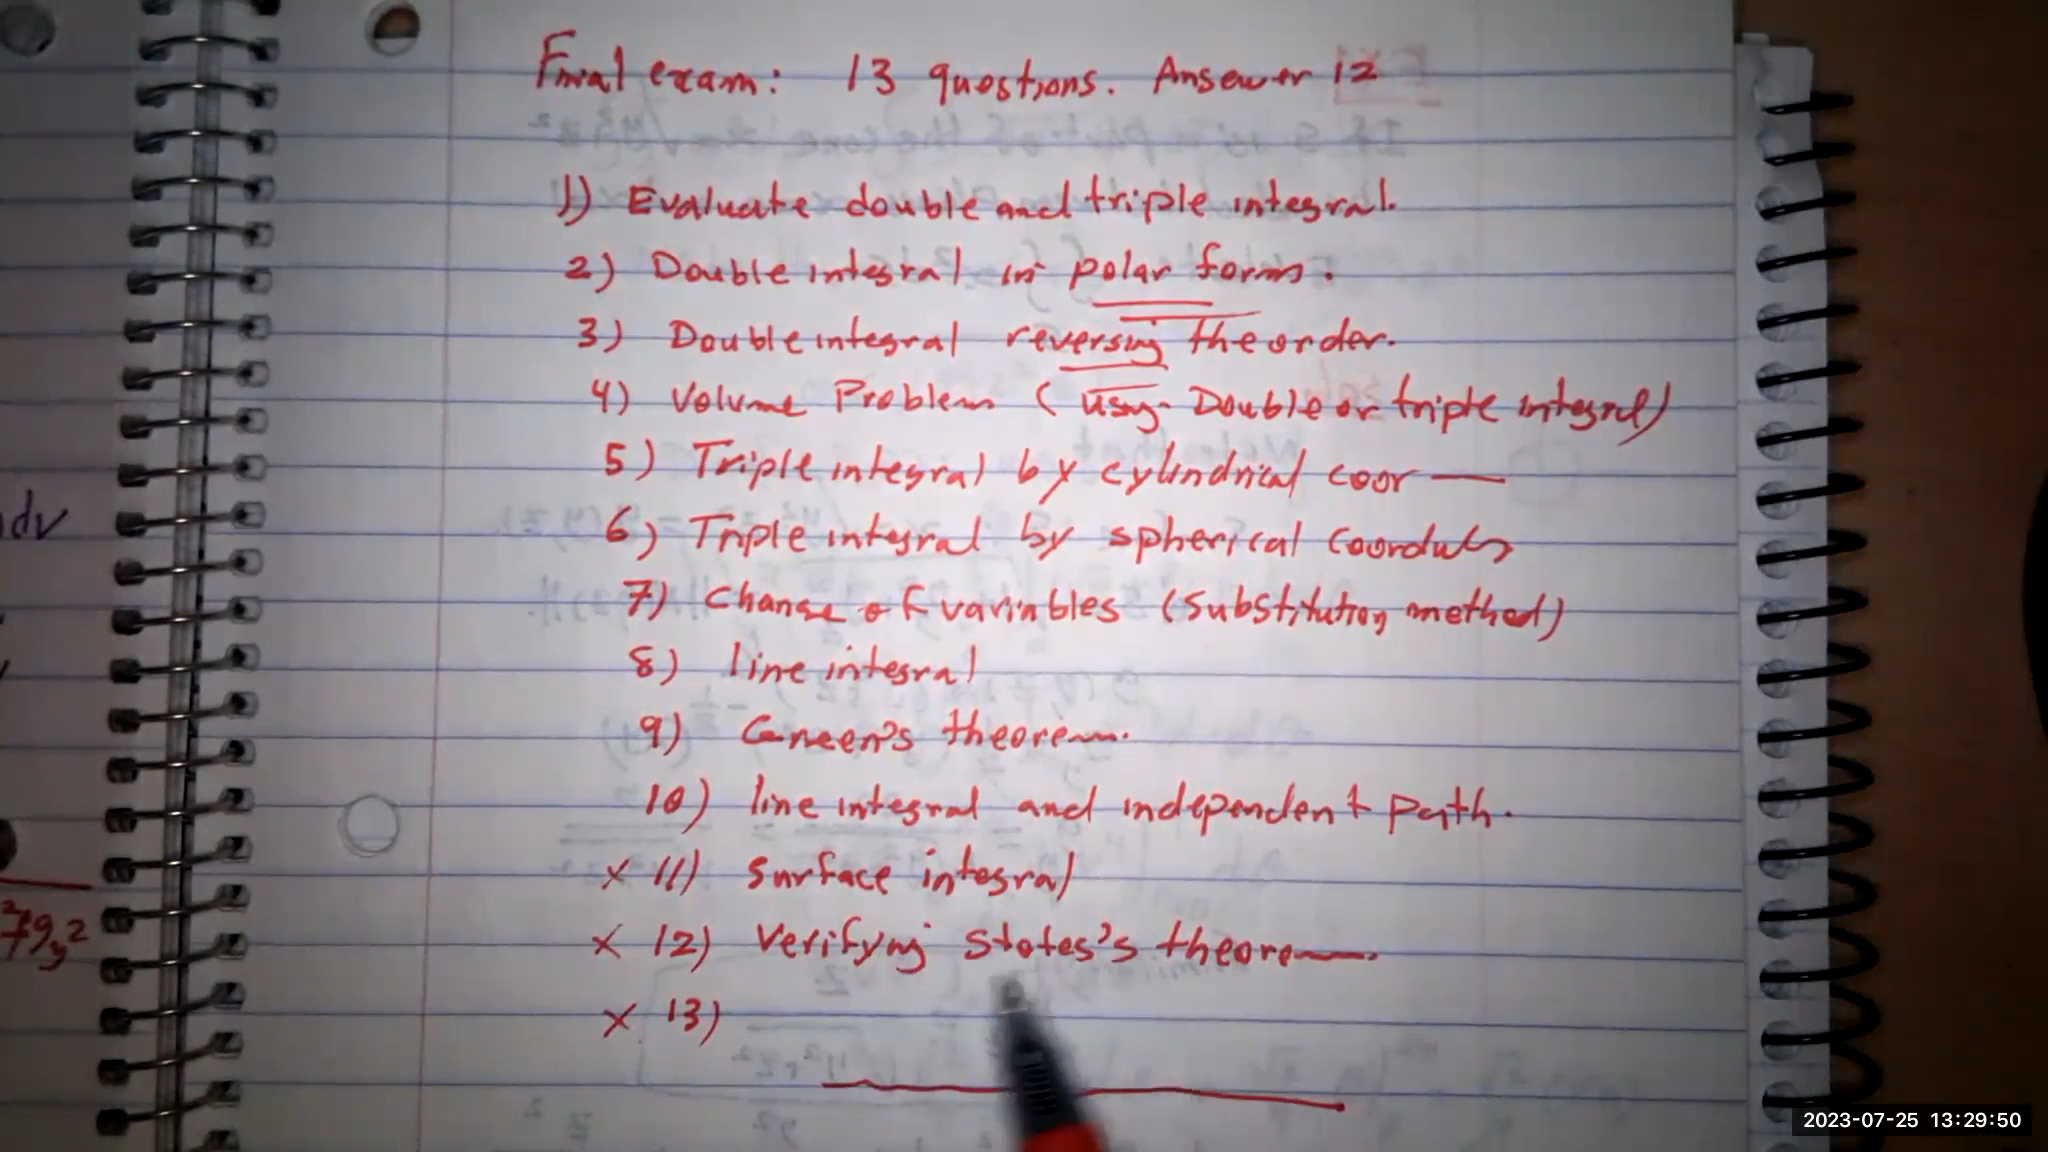 Final exam: 13 questions. Answer 12
1) Evaluate double and triple integral.
2) Double integral in polar form.
3) Double integral reversing the order.
4) Volume Problem (using Double or triple integral)
5) Triple integral by cylindrical coor
6) Triple integral by spherical
7) Change of variables (substitution method)
8) line integral
9) Green's theorem.
10) line integral and independent path.
x 11) Surface integral
x 12) Verifyng Stokes's theorem.
x 13)
dv
2023-07-25 13:29:50